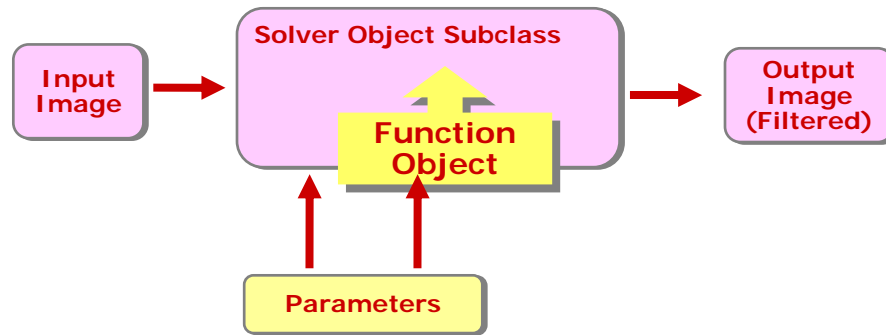 Solver Object Subclass
Input
Image
Function
Object
Output
Image
(Filtered)
Parameters